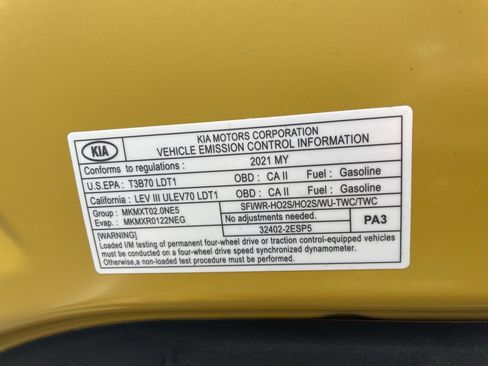 KIA
KIA MOTORS CORPORATION
VEHICLE EMISSION CONTROL INFORMATION
Conforms to regulations : 2021 MY
U.S.EPA : T3B70 LDT1 OBD : CA II Fuel : Gasoline
California : LEV III ULEV70 LDT1 OBD : CA II Fuel : Gasoline
Group : MKMXT02.0NE5
Evap. : MKMXR0122NEG
SFI/WR-HO2S/HO2S/WU-TWC/TWC
No adjustments needed.
32402-2ESP5
PA3
[WARNING]
Loaded I/M testing of permanent four-wheel drive or traction control-equipped vehicles
must be conducted on a four-wheel drive speed synchronized dynamometer.
Otherwise, a non-loaded test procedure must be used.